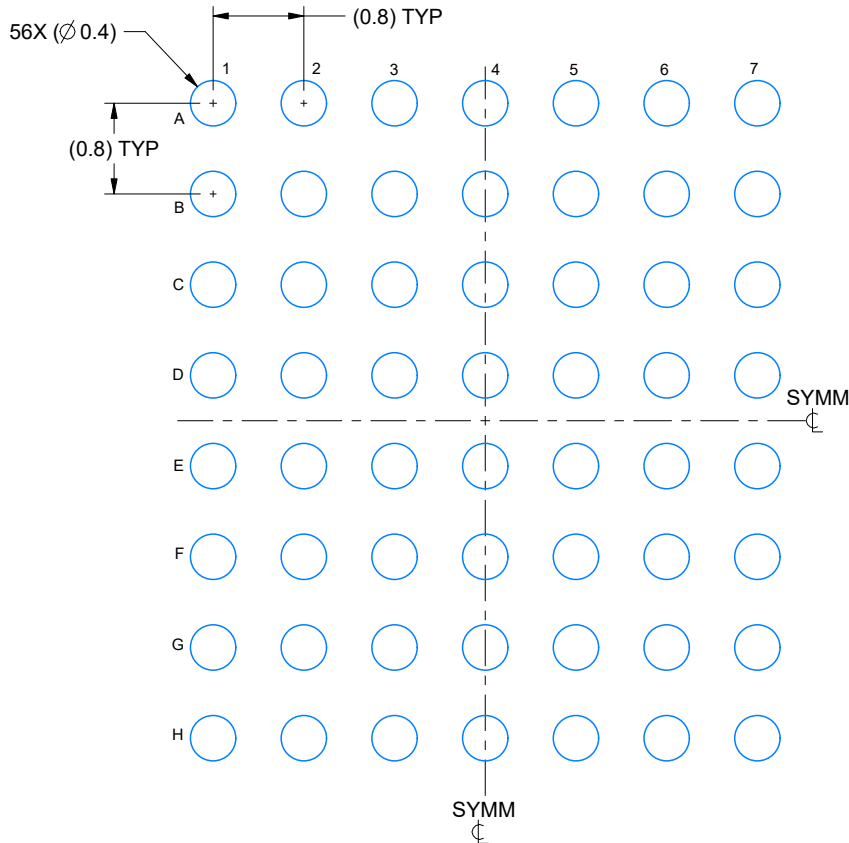 (0.8) TYP
56X (∅ 0.4)
1 2 3 4 5 6 7
A
(0.8) TYP
B
C
D
SYMM
℄
E
F
G
H
SYMM
℄